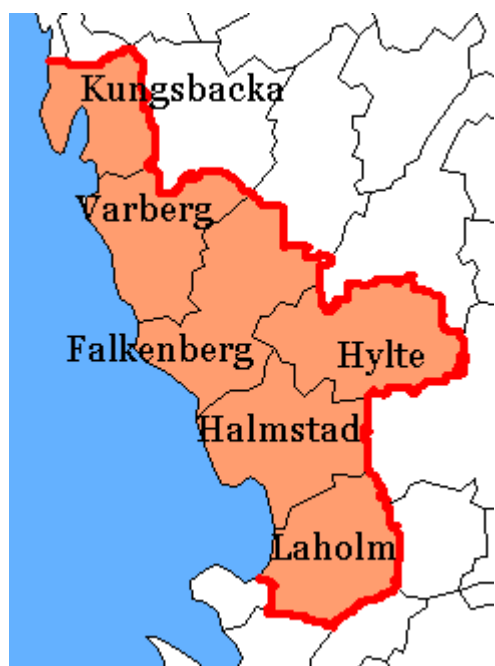 Kungsbacka
Varberg
Falkenberg
Hylte
Halmstad
Laholm